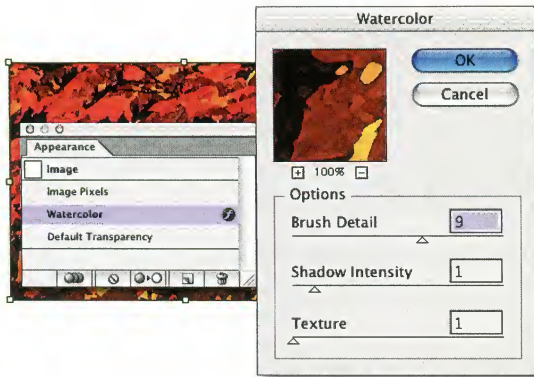 Watercolor
OK
Cancel
100%
Options
Brush Detail
9
Shadow Intensity
1
Texture
1
Appearance
Image
Image Pixels
Watercolor
Default Transparency